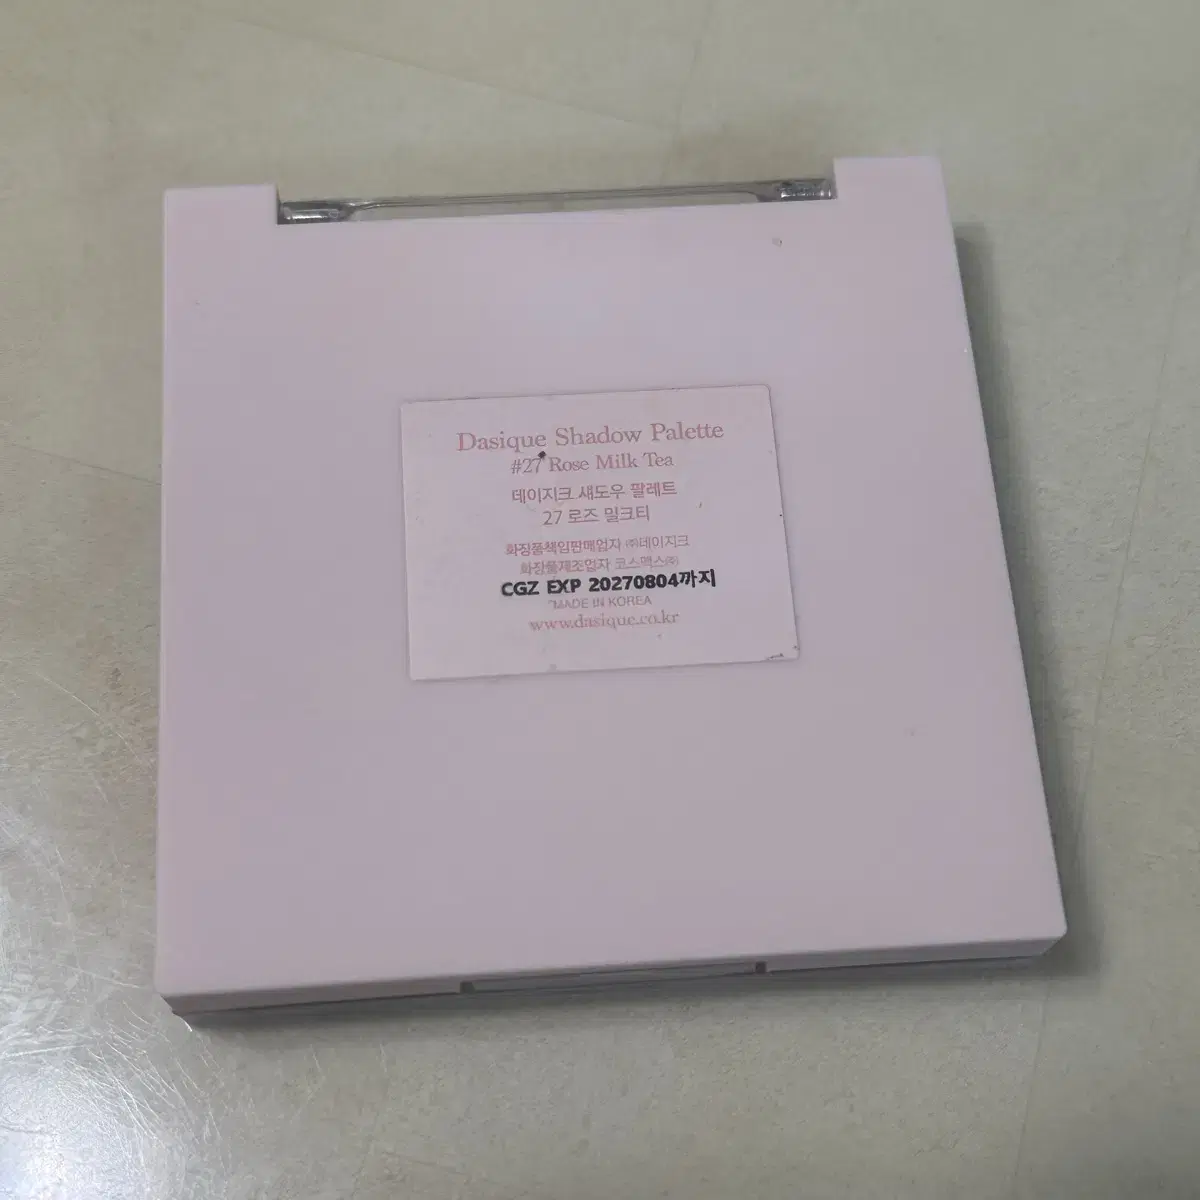 Dasique Shadow Palette
#27 Rose Milk Tea
데이지크 섀도우 팔레트
27 로즈 밀크티
화장품책임판매업자 ㈜데이지크
화장품제조업자 코스맥스㈜
CGZ EXP 20270804까지
MADE IN KOREA
www.dasique.co.kr